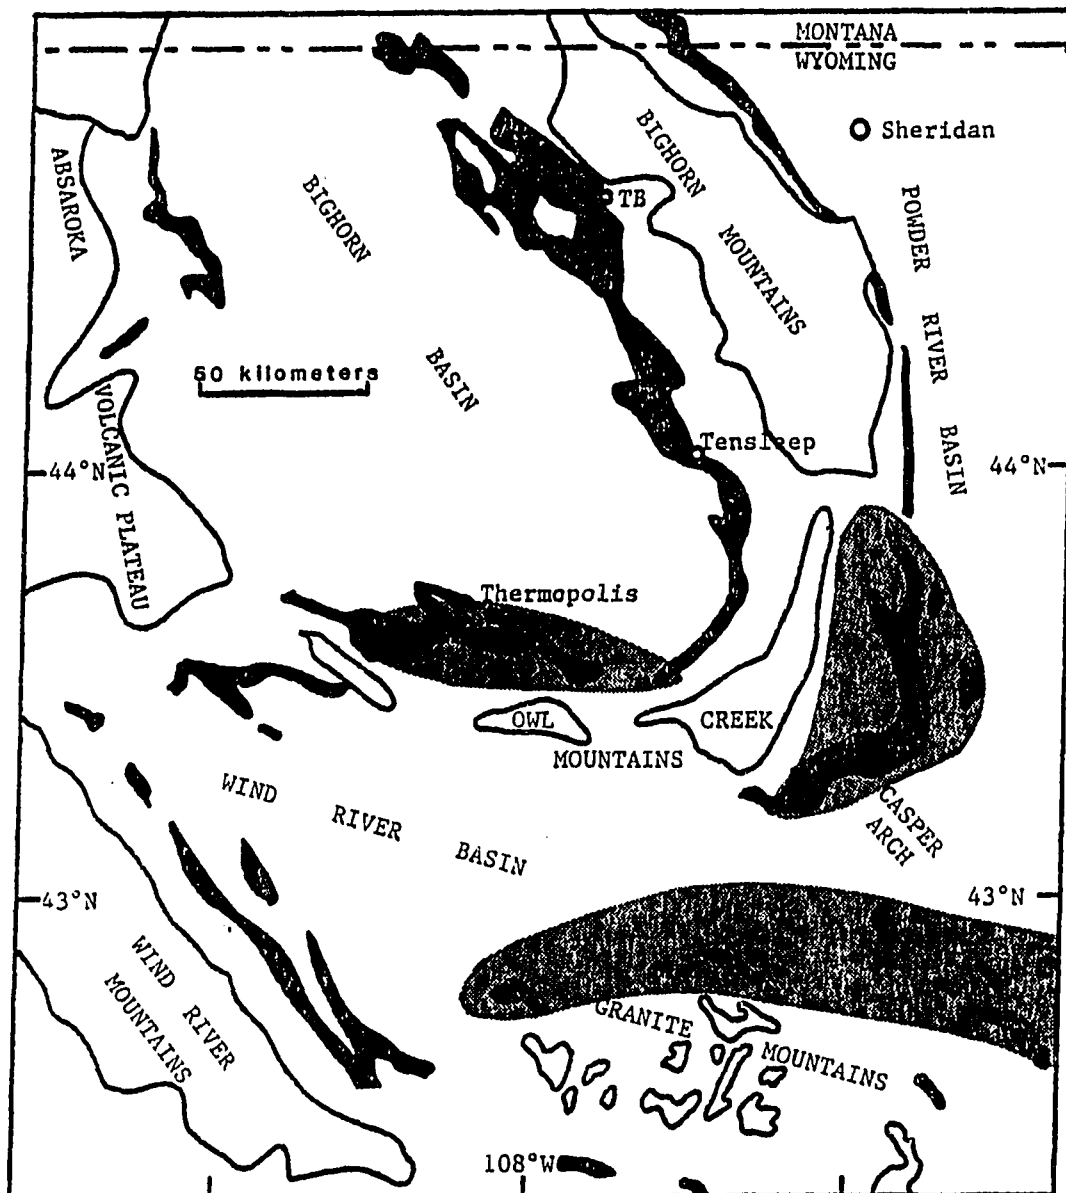 MONTANA
WYOMING
Sheridan
ABSAROKA
VOLCANIC PLATEAU
BIGHORN
BASIN
BIGHORN
MOUNTAINS
TB
POWDER RIVER BASIN
50 kilometers
Tensleep
44°N
44°N
Thermopolis
OWL
CREEK
MOUNTAINS
WIND RIVER BASIN
CASPER
ARCH
43°N
43°N
WIND RIVER
MOUNTAINS
GRANITE
MOUNTAINS
108°W